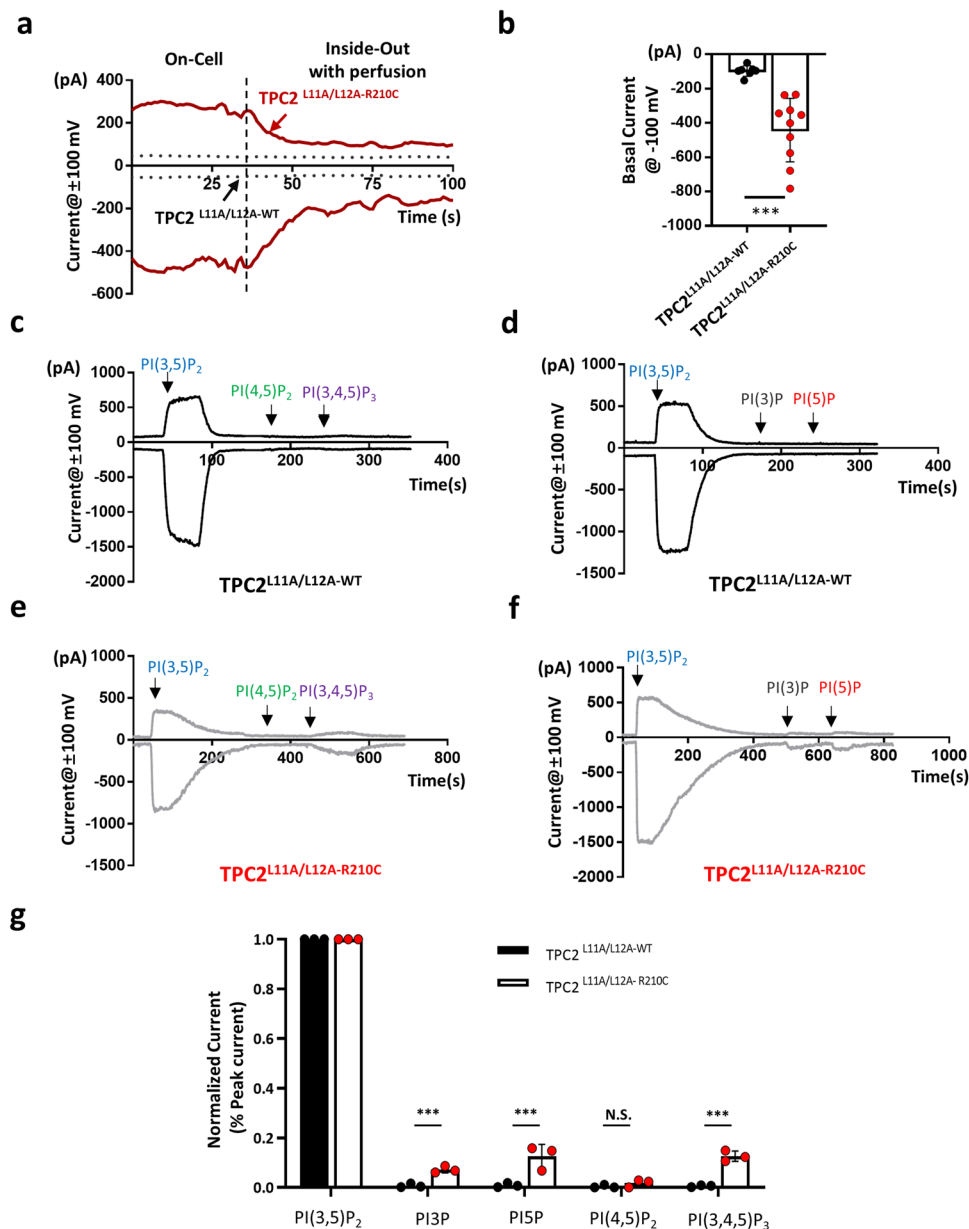 a
(pA)
On-Cell
Inside-Out
with perfusion
TPC2 L11A/L12A-R210C
400
200
0
-200
-400
-600
25
50
75
100
Time (s)
TPC2 L11A/L12A-WT
Current@±100 mV
b
(pA)
0
-200
-400
-600
-800
-1000
Basal Current
@ -100 mV
***
TPC2L11A/L12A-WT
TPC2L11A/L12A-R210C
c
(pA)
PI(3,5)P2
PI(4,5)P2
PI(3,4,5)P3
1000
500
0
-500
-1000
-1500
-2000
100
200
300
400
Time(s)
Current@±100 mV
TPC2L11A/L12A-WT
d
(pA)
PI(3,5)P2
PI(3)P
PI(5)P
1000
500
0
-500
-1000
-1500
100
200
300
400
Time(s)
Current@±100 mV
TPC2L11A/L12A-WT
e
(pA)
PI(3,5)P2
PI(4,5)P2
PI(3,4,5)P3
1000
500
0
-500
-1000
-1500
200
400
600
800
Time(s)
Current@±100 mV
TPC2L11A/L12A-R210C
f
(pA)
PI(3,5)P2
PI(3)P
PI(5)P
1000
500
0
-500
-1000
-1500
-2000
200
400
600
800
1000
Time(s)
Current@±100 mV
TPC2L11A/L12A-R210C
g
Normalized Current
(% Peak current)
1.0
0.8
0.6
0.4
0.2
0.0
TPC2 L11A/L12A-WT
TPC2 L11A/L12A- R210C
***
***
N.S.
***
PI(3,5)P2
PI3P
PI5P
PI(4,5)P2
PI(3,4,5)P3